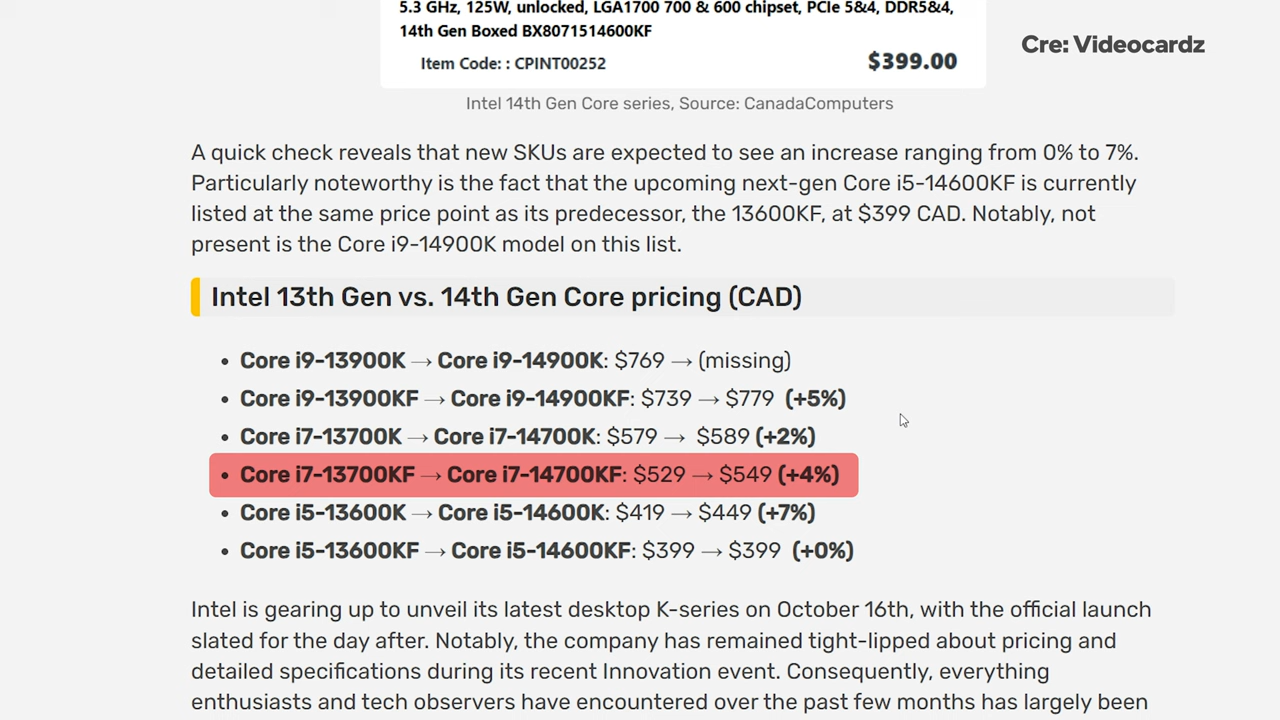 5.3 GHz, 125W, unlocked, LGA1700 700 & 600 chipset, PCIe 5&4, DDR5&4,
14th Gen Boxed BX8071514600KF
Cre: Videocardz
Item Code: : CPINT00252
$399.00
Intel 14th Gen Core series, Source: CanadaComputers
A quick check reveals that new SKUs are expected to see an increase ranging from 0% to 7%.
Particularly noteworthy is the fact that the upcoming next-gen Core i5-14600KF is currently
listed at the same price point as its predecessor, the 13600KF, at $399 CAD. Notably, not
present is the Core i9-14900K model on this list.
Intel 13th Gen vs. 14th Gen Core pricing (CAD)
• Core i9-13900K → Core i9-14900K: $769 → (missing)
• Core i9-13900KF → Core i9-14900KF: $739 → $779 (+5%)
• Core i7-13700K → Core i7-14700K: $579 → $589 (+2%)
• Core i7-13700KF → Core i7-14700KF: $529 → $549 (+4%)
• Core i5-13600K → Core i5-14600K: $419 → $449 (+7%)
• Core i5-13600KF → Core i5-14600KF: $399 → $399 (+0%)
Intel is gearing up to unveil its latest desktop K-series on October 16th, with the official launch
slated for the day after. Notably, the company has remained tight-lipped about pricing and
detailed specifications during its recent Innovation event. Consequently, everything
enthusiasts and tech observers have encountered over the past few months has largely been